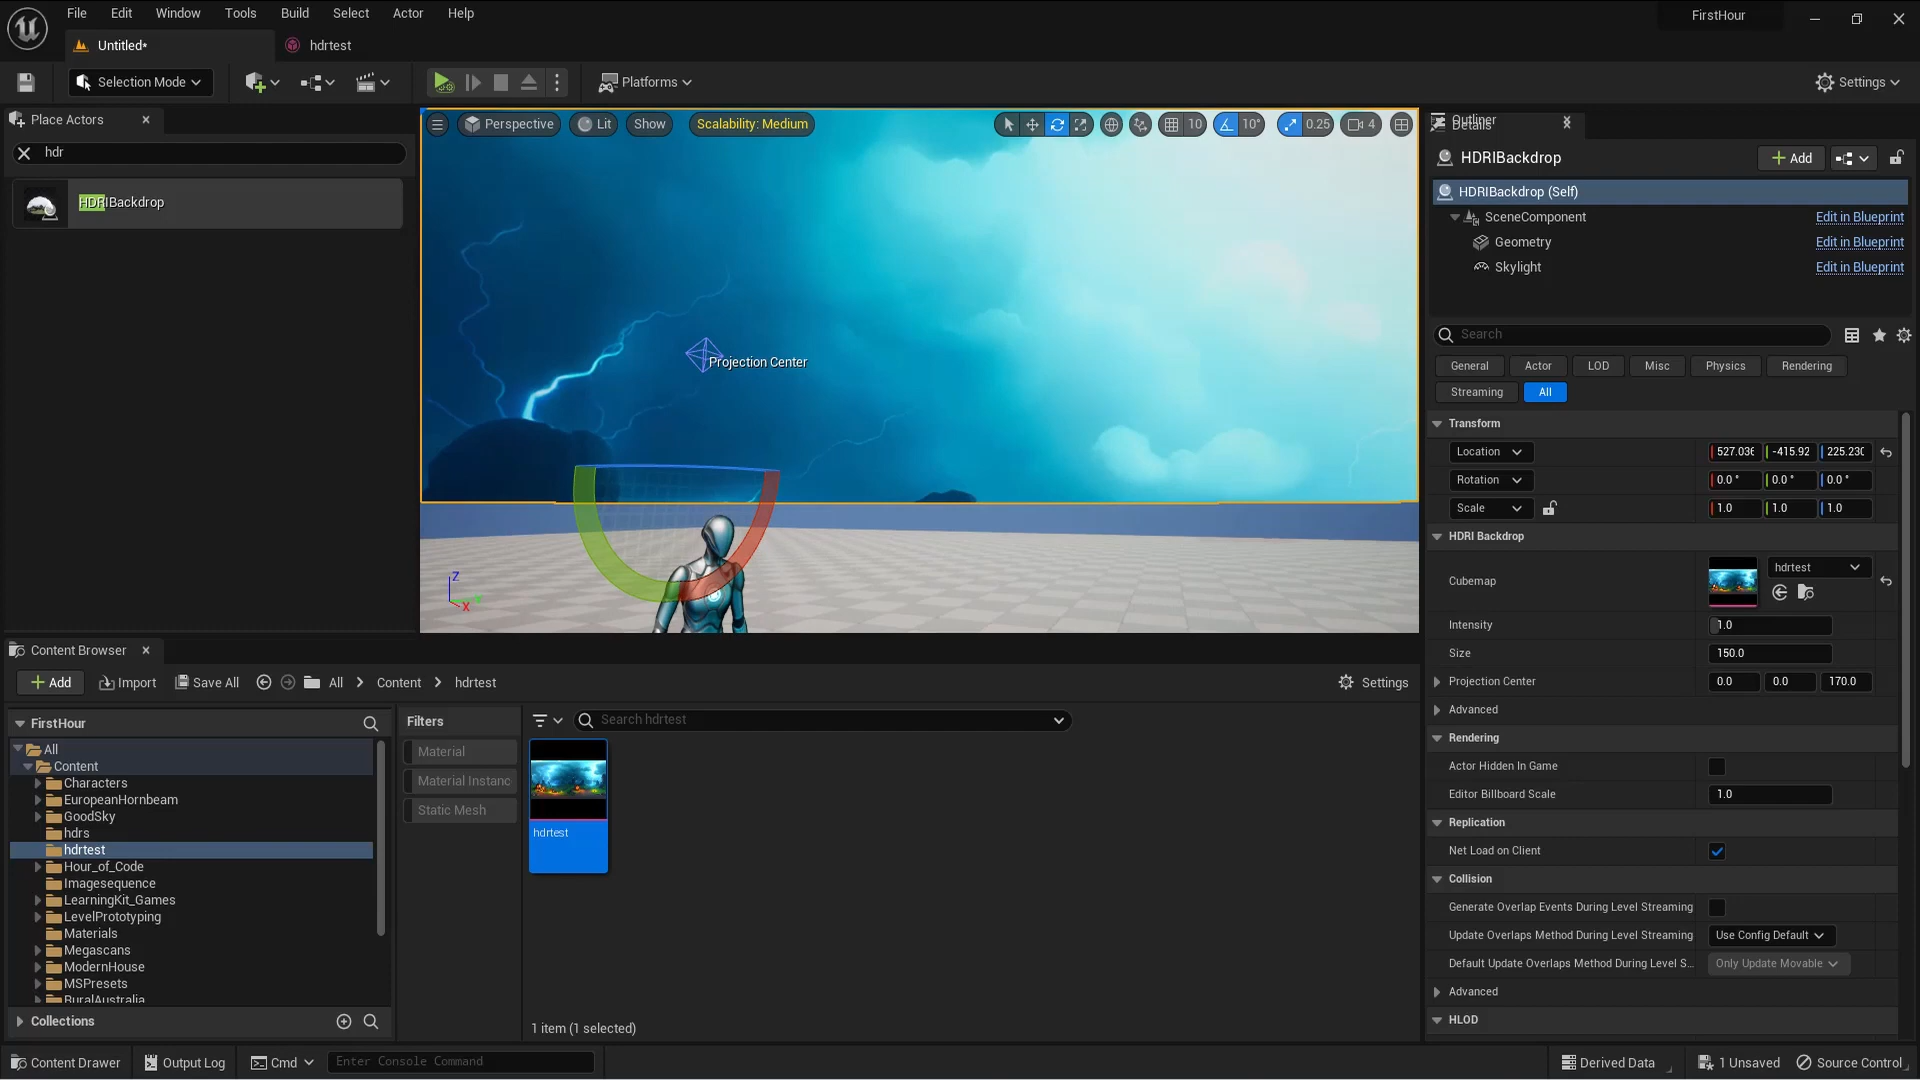 File Edit Window Tools Build Select Actor Help
FirstHour
Untitled* hdrtest
Selection Mode
Platforms
Settings
Place Actors
hdr
HDRIBackdrop
Perspective Lit Show Scalability: Medium
10 10° 0.25 4
Projection Center
Z
X
Outliner
Details
HDRIBackdrop
Add
HDRIBackdrop (Self)
SceneComponent Edit in Blueprint
Geometry Edit in Blueprint
Skylight Edit in Blueprint
Search
General Actor LOD Misc Physics Rendering
Streaming All
Transform
Location 527.036 -415.92 225.230
Rotation 0.0 ° 0.0 ° 0.0 °
Scale 1.0 1.0 1.0
HDRI Backdrop
Cubemap hdrtest
Intensity 1.0
Size 150.0
Projection Center 0.0 0.0 170.0
Advanced
Rendering
Actor Hidden In Game
Editor Billboard Scale 1.0
Replication
Net Load on Client
Collision
Generate Overlap Events During Level Streaming
Update Overlaps Method During Level Streaming Use Config Default
Default Update Overlaps Method During Level S... Only Update Movable
Advanced
HLOD
Content Browser
Add Import Save All All Content hdrtest Settings
FirstHour
All
Content
Characters
EuropeanHornbeam
GoodSky
hdrs
hdrtest
Hour_of_Code
Imagesequence
LearningKit_Games
LevelPrototyping
Materials
Megascans
ModernHouse
MSPresets
RuralAustralia
Collections
Filters
Material
Material Instanc
Static Mesh
Search hdrtest
hdrtest
1 item (1 selected)
Content Drawer Output Log Cmd Enter Console Command Derived Data 1 Unsaved Source Control